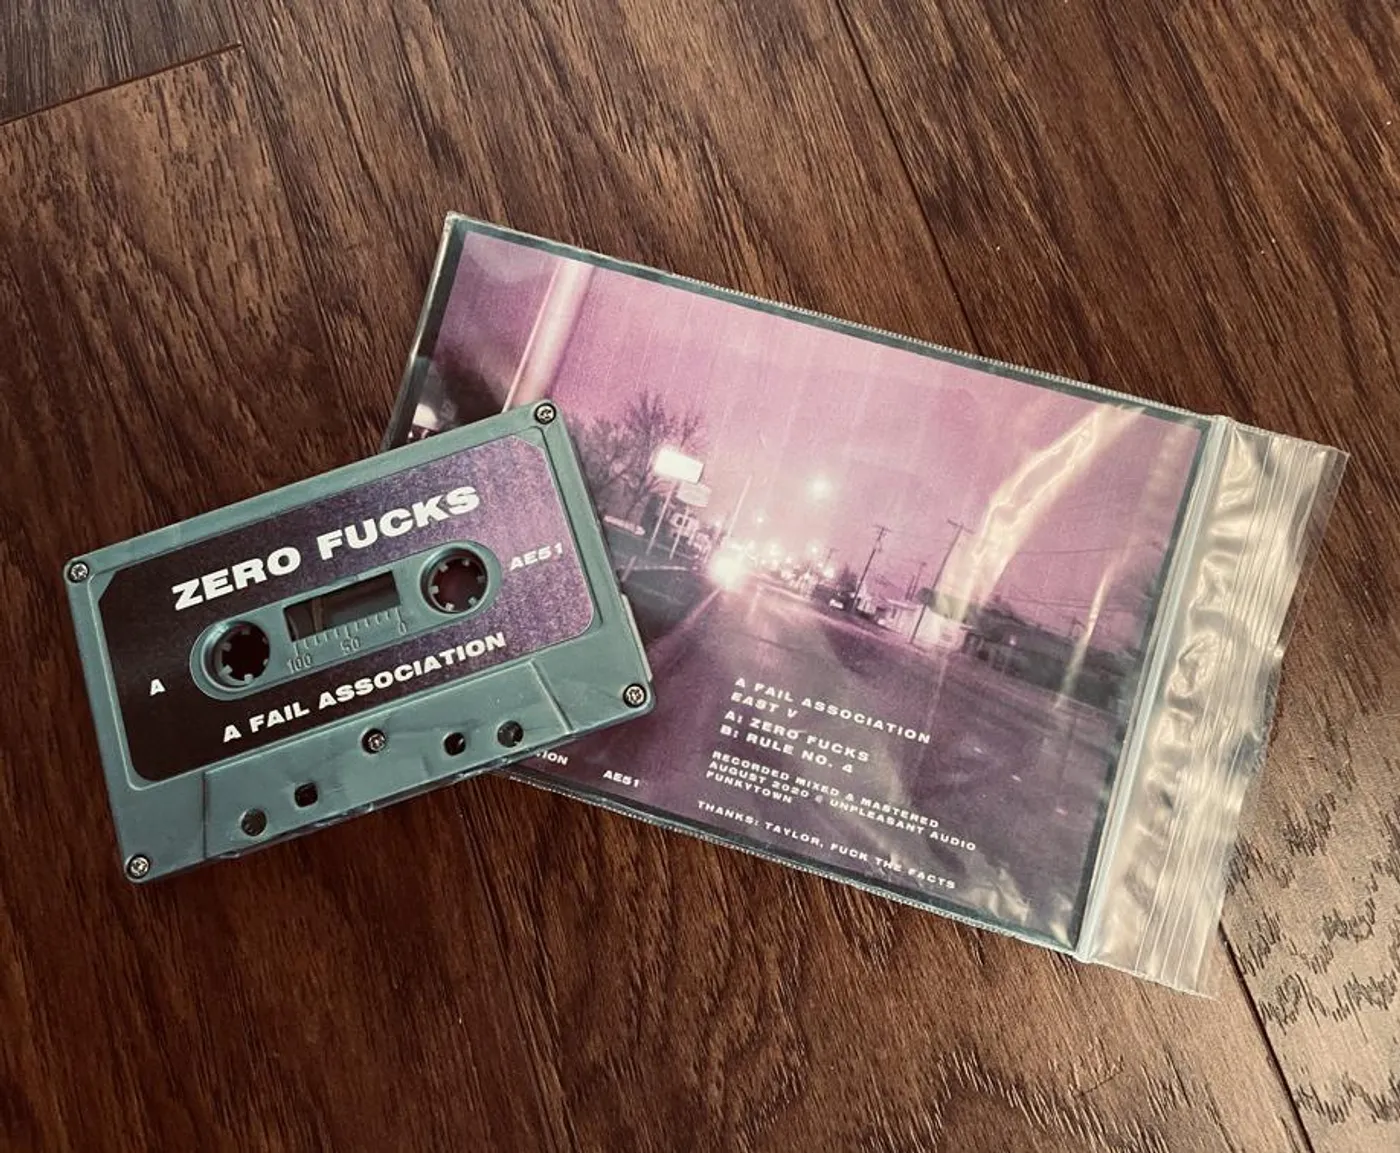 ZERO FUCKS
AE51
A
100 50 0
A FAIL ASSOCIATION
A FAIL ASSOCIATION
EAST V
A: ZERO FUCKS
B: RULE NO. 4
RECORDED MIXED & MASTERED
AUGUST 2020 @ UNPLEASANT AUDIO
FUNKYTOWN
THANKS: TAYLOR, FUCK THE FACTS
TION AE51